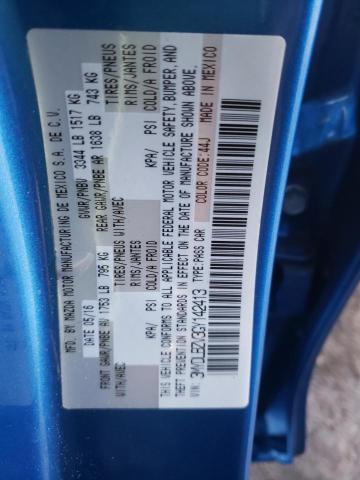 MFD. BY MAZDA MOTOR MANUFACTURING DE MEXICO S.A. DE C.V.
DATE 05/16 GVWR/PNBV 3344 LB 1517 KG
FRONT GAWR/PNBE AV 1753 LB 795 KG REAR GAWR/PNBE AR 1638 LB 743 KG
WITH/AVEC TIRES/PNEUS WITH/AVEC TIRES/PNEUS
RIMS/JANTES RIMS/JANTES
KPA/ PSI COLD/A FROID KPA/ PSI COLD/A FROID
THIS VEHICLE CONFORMS TO ALL APPLICABLE FEDERAL MOTOR VEHICLE SAFETY, BUMPER, AND
THEFT PREVENTION STANDARDS IN EFFECT ON THE DATE OF MANUFACTURE SHOWN ABOVE.
VIN: 3MYDLBZV3GY142413 TYPE:PASS CAR MADE IN MEXICO
COLOR CODE:44J